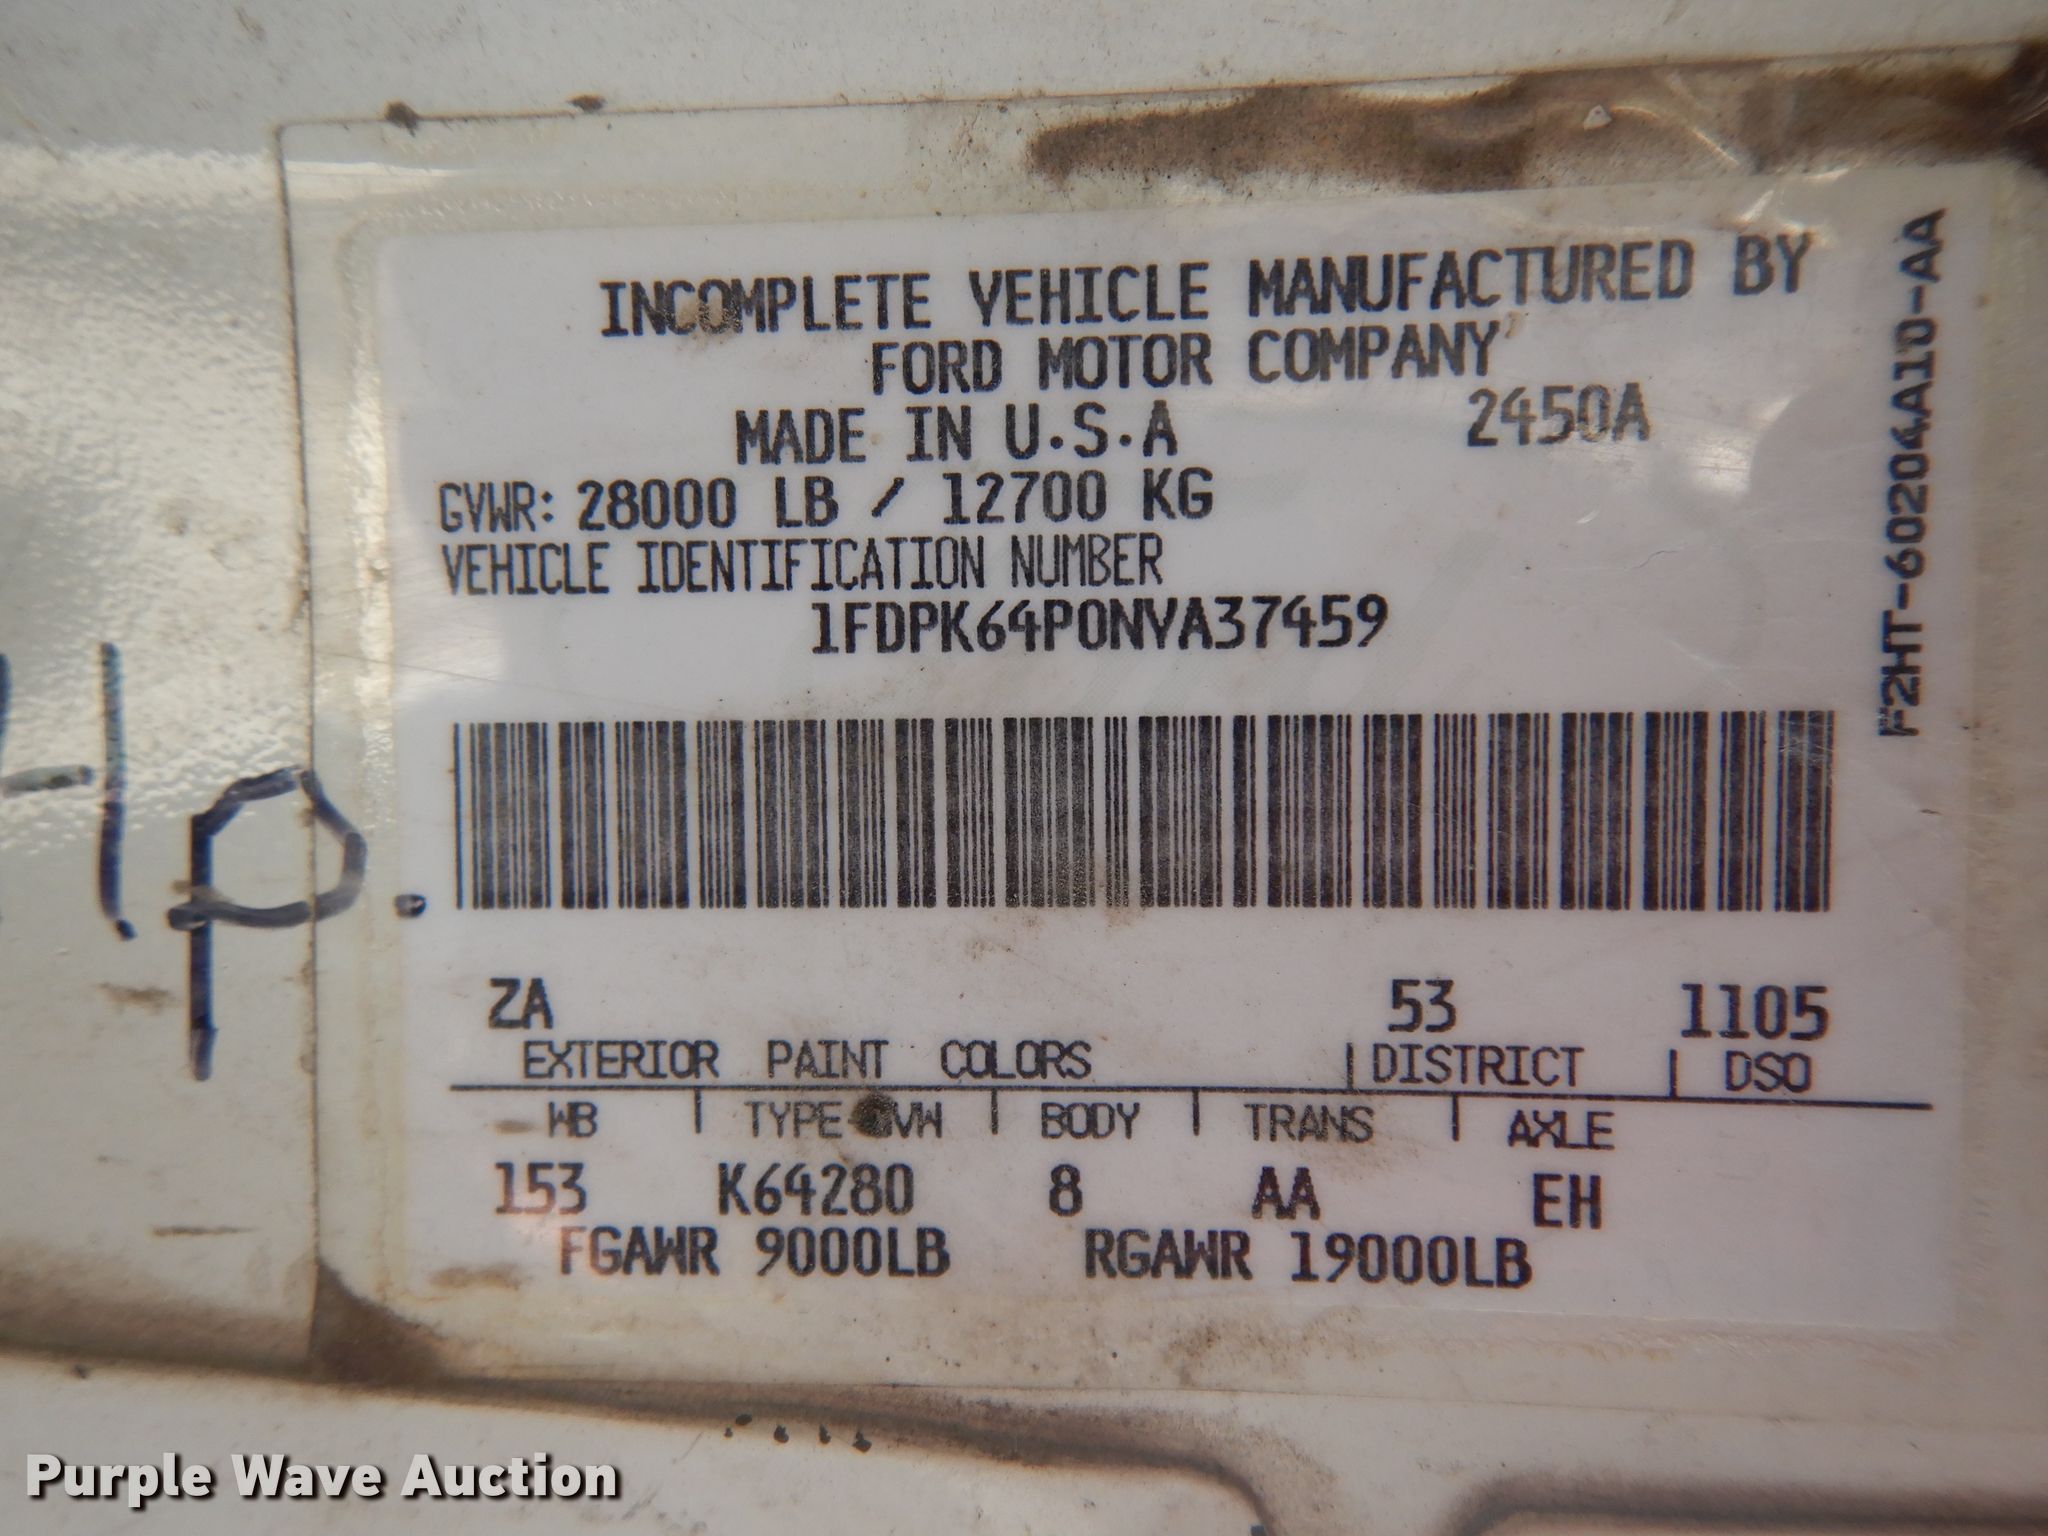 INCOMPLETE VEHICLE MANUFACTURED BY
FORD MOTOR COMPANY
MADE IN U.S.A 2450A
GVWR: 28000 LB / 12700 KG
VEHICLE IDENTIFICATION NUMBER
1FDPK64P0NVA37459
F2HT-60204A10-AA
ZA 53 1105
EXTERIOR PAINT COLORS DISTRICT DSO
WB TYPE-GVW BODY TRANS AXLE
153 K64280 8 AA EH
FGAWR 9000LB RGAWR 19000LB
Purple Wave Auction